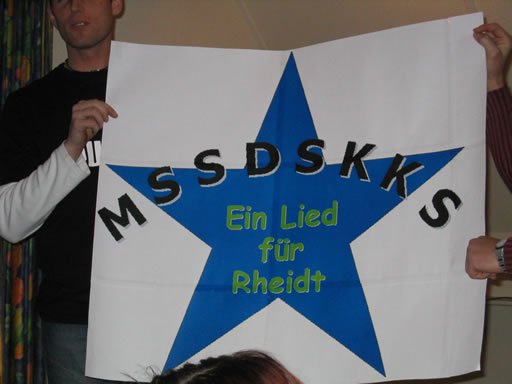 MSSDSKKS
Ein Lied
für
Rheidt